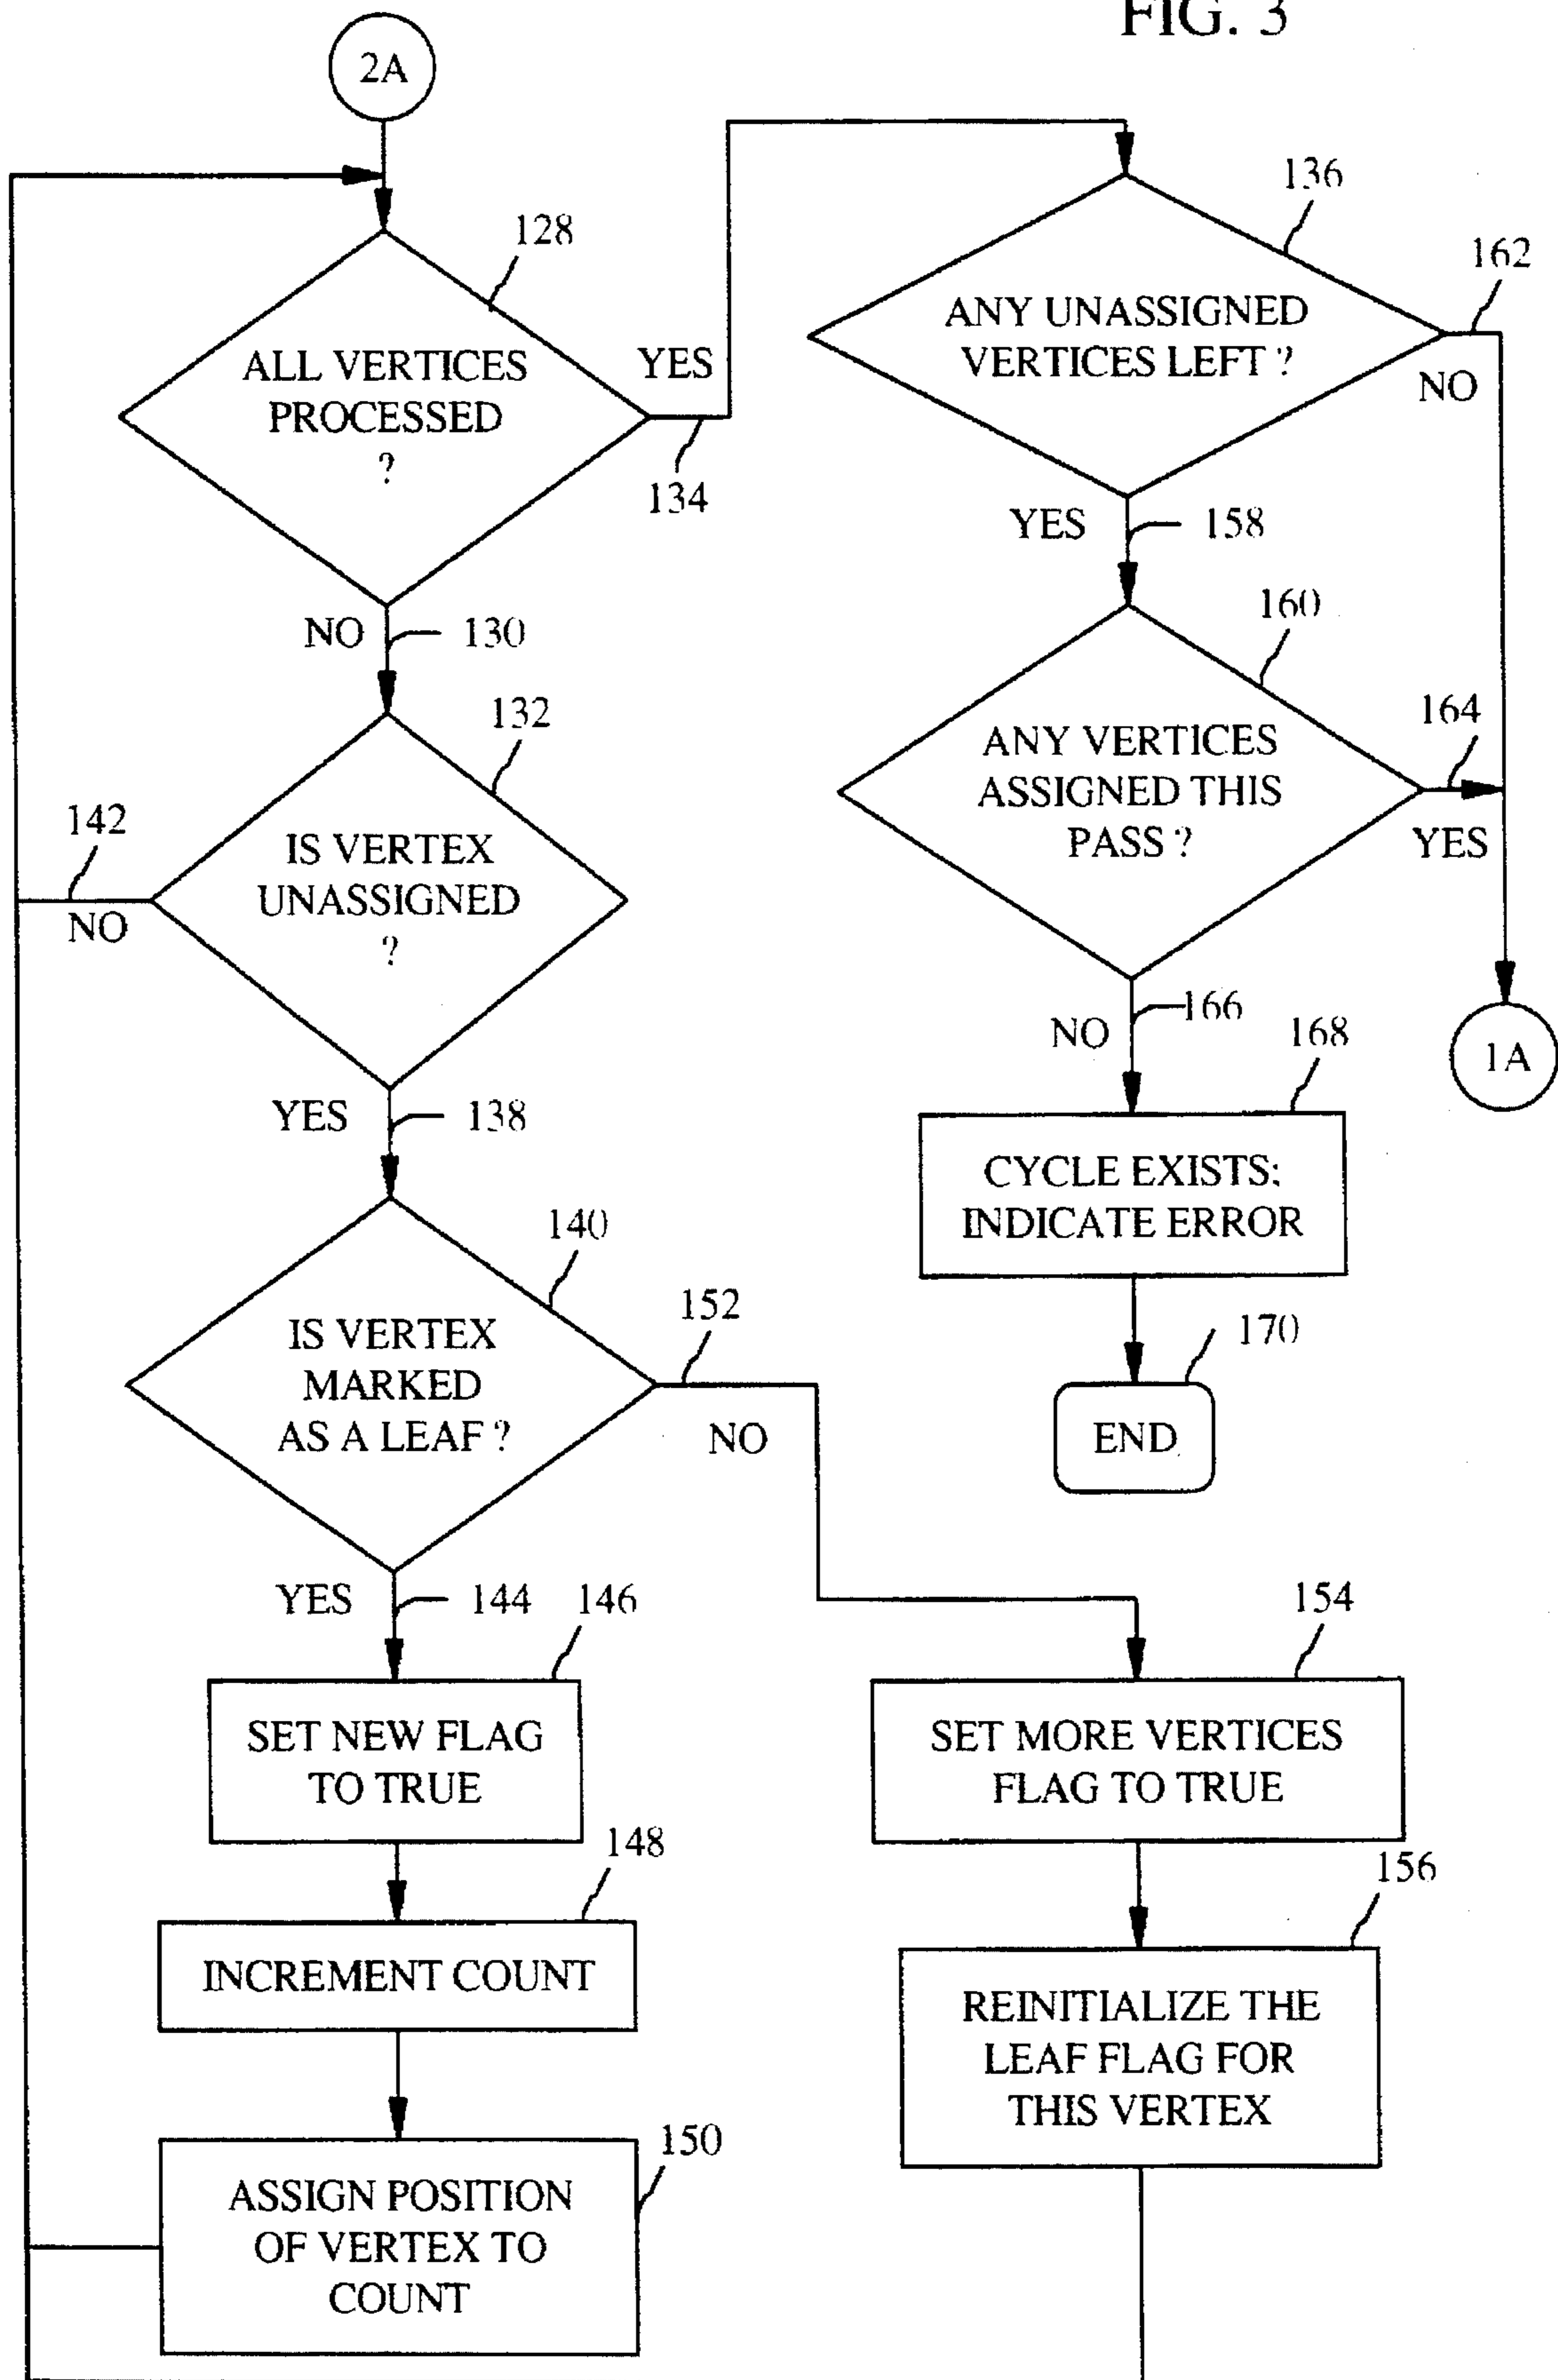 FIG. 3
2A
128
ALL VERTICES
PROCESSED
?
YES
134
NO
130
132
IS VERTEX
UNASSIGNED
?
142
NO
YES
138
140
IS VERTEX
MARKED
AS A LEAF ?
152
NO
YES
144
146
SET NEW FLAG
TO TRUE
148
INCREMENT COUNT
150
ASSIGN POSITION
OF VERTEX TO
COUNT
136
ANY UNASSIGNED
VERTICES LEFT ?
162
NO
YES
158
160
ANY VERTICES
ASSIGNED THIS
PASS ?
164
YES
1A
NO
166
168
CYCLE EXISTS;
INDICATE ERROR
170
END
154
SET MORE VERTICES
FLAG TO TRUE
156
REINITIALIZE THE
LEAF FLAG FOR
THIS VERTEX